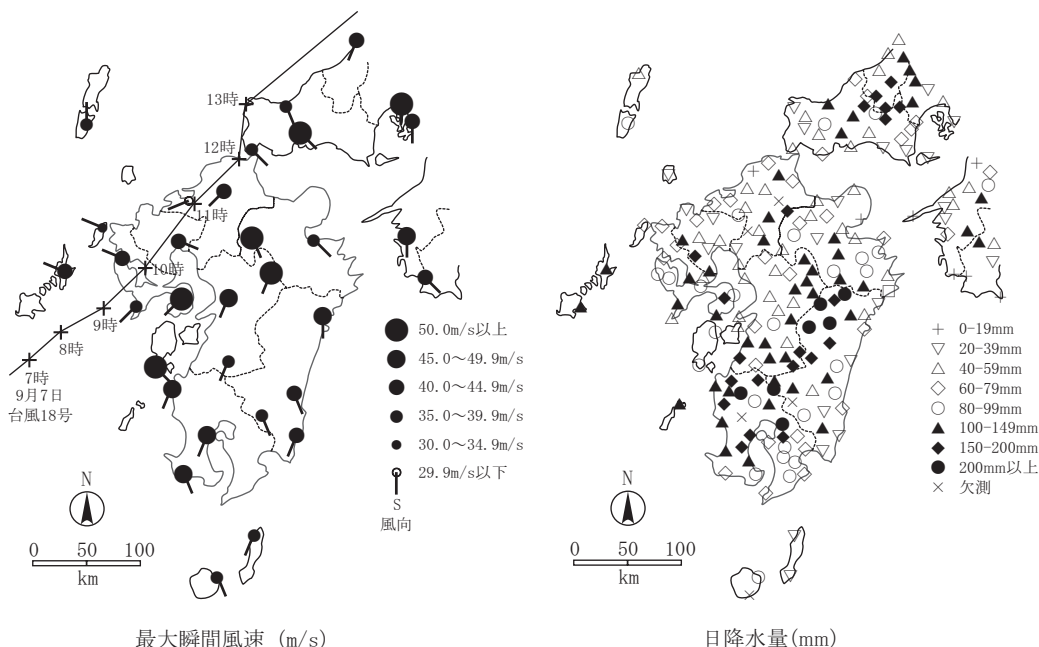 13時
12時
11時
10時
9時
8時
7時
9月7日
台風18号
50.0m/s以上
45.0～49.9m/s
40.0～44.9m/s
35.0～39.9m/s
30.0～34.9m/s
29.9m/s以下
S
風向
N
0 50 100
km
最大瞬間風速 (m/s)
0-19mm
20-39mm
40-59mm
60-79mm
80-99mm
100-149mm
150-200mm
200mm以上
欠測
N
0 50 100
km
日降水量(mm)